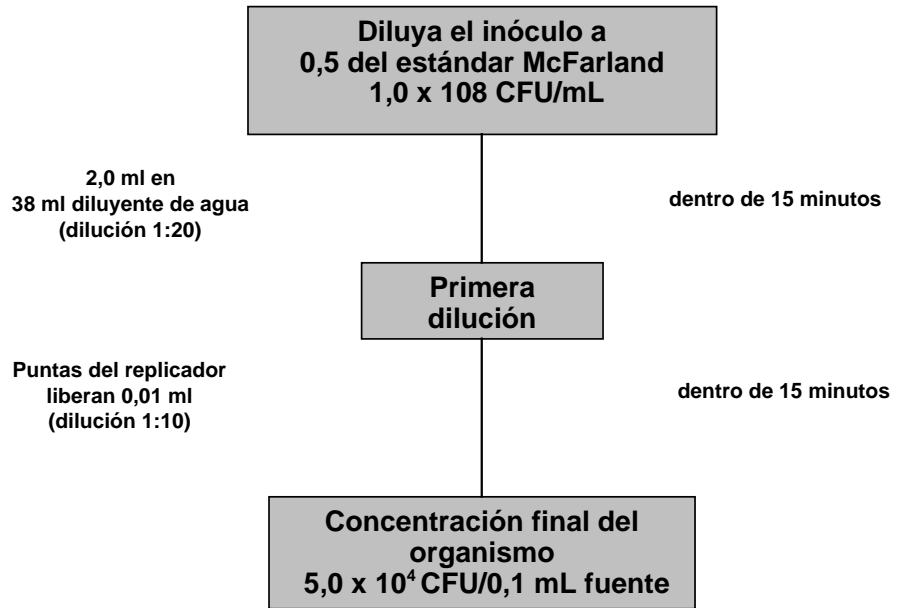 Diluya el inóculo a
0,5 del estándar McFarland
1,0 x 108 CFU/mL
2,0 ml en
38 ml diluyente de agua
(dilución 1:20)
dentro de 15 minutos
Primera
dilución
Puntas del replicador
liberan 0,01 ml
(dilución 1:10)
dentro de 15 minutos
Concentración final del
organismo
5,0 x 10⁴ CFU/0,1 mL fuente